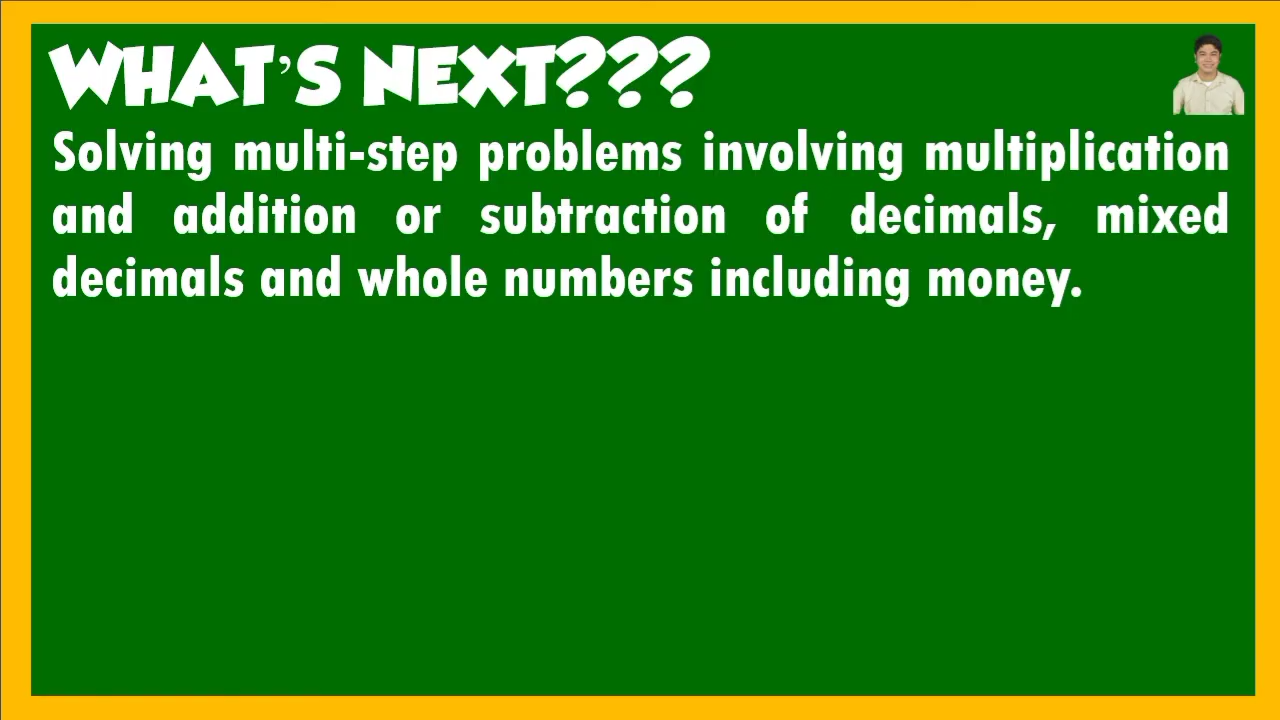 WHAT'S NEXT???
Solving multi-step problems involving multiplication
and addition or subtraction of decimals, mixed
decimals and whole numbers including money.